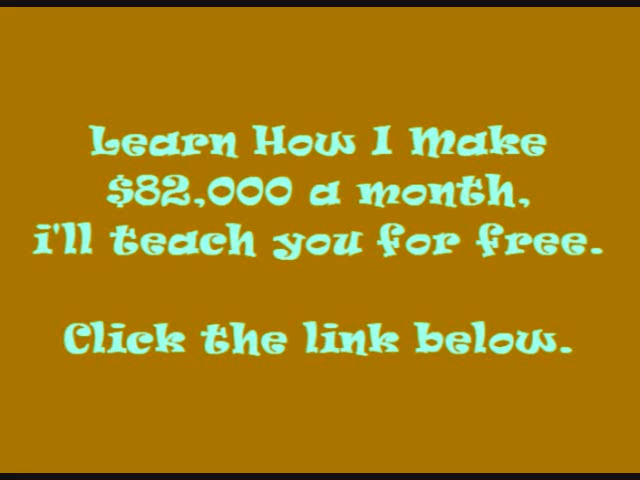 Learn How I Make
$82,000 a month,
i'll teach you for free.
Click the link below.